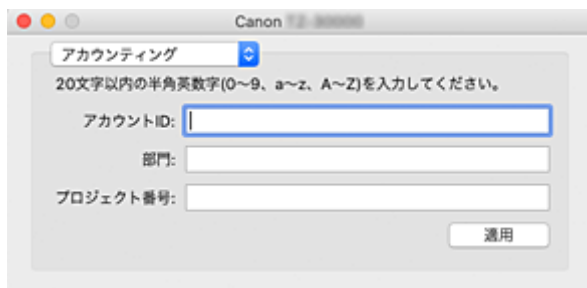 Canon
アカウンティング
20文字以内の半角英数字(0〜9、a〜z、A〜Z)を入力してください。
アカウントID:
部門:
プロジェクト番号:
適用